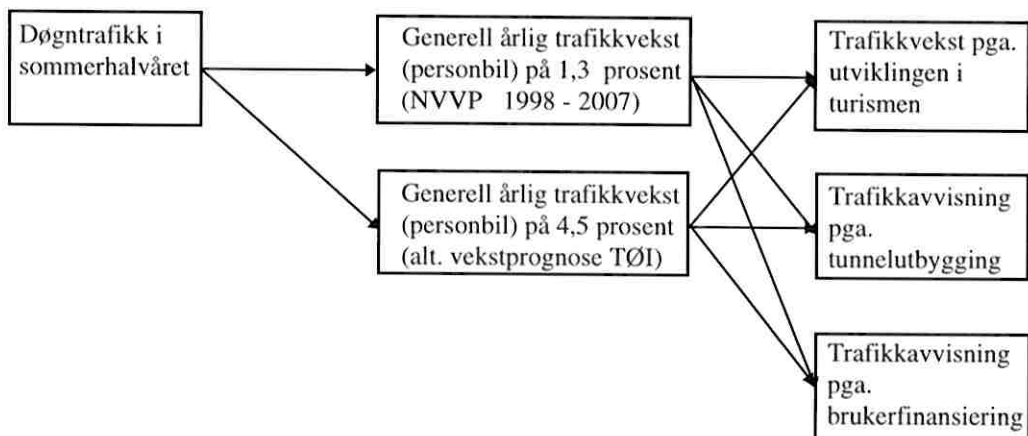 Døgntrafikk i
sommerhalvåret
Generell årlig trafikkvekst
(personbil) på 1,3 prosent
(NVVP 1998 - 2007)
Generell årlig trafikkvekst
(personbil) på 4,5 prosent
(alt. vekstprognose TØI)
Trafikkvekst pga.
utviklingen i
turismen
Trafikkavvisning
pga.
tunnelutbygging
Trafikkavvisning
pga.
brukerfinansiering